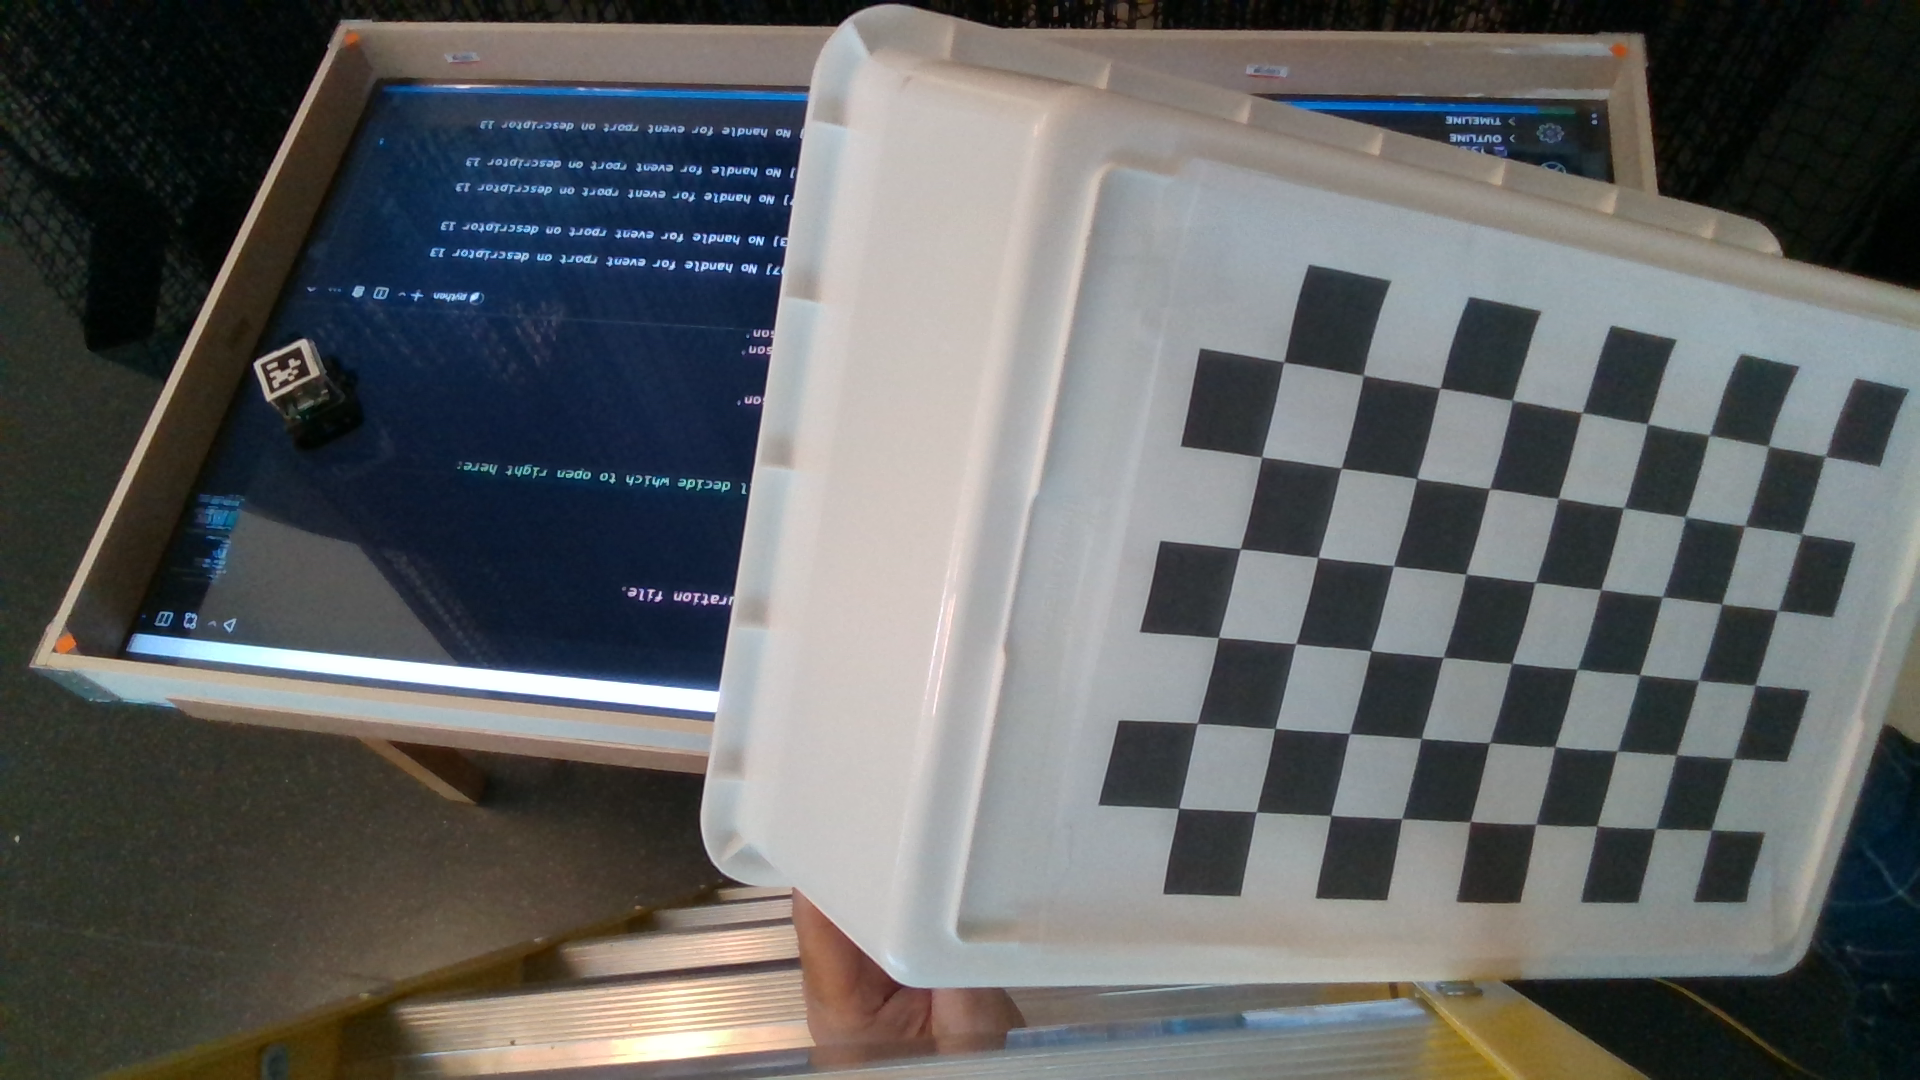 uration file.
l decide which to open right here:
son'
son'
son'
python
07] No handle for event rport on descriptor 13
3] No handle for event rport on descriptor 13
7] No handle for event rport on descriptor 13
] No handle for event rport on descriptor 13
] No handle for event rport on descriptor 13
OUTLINE
TIMELINE